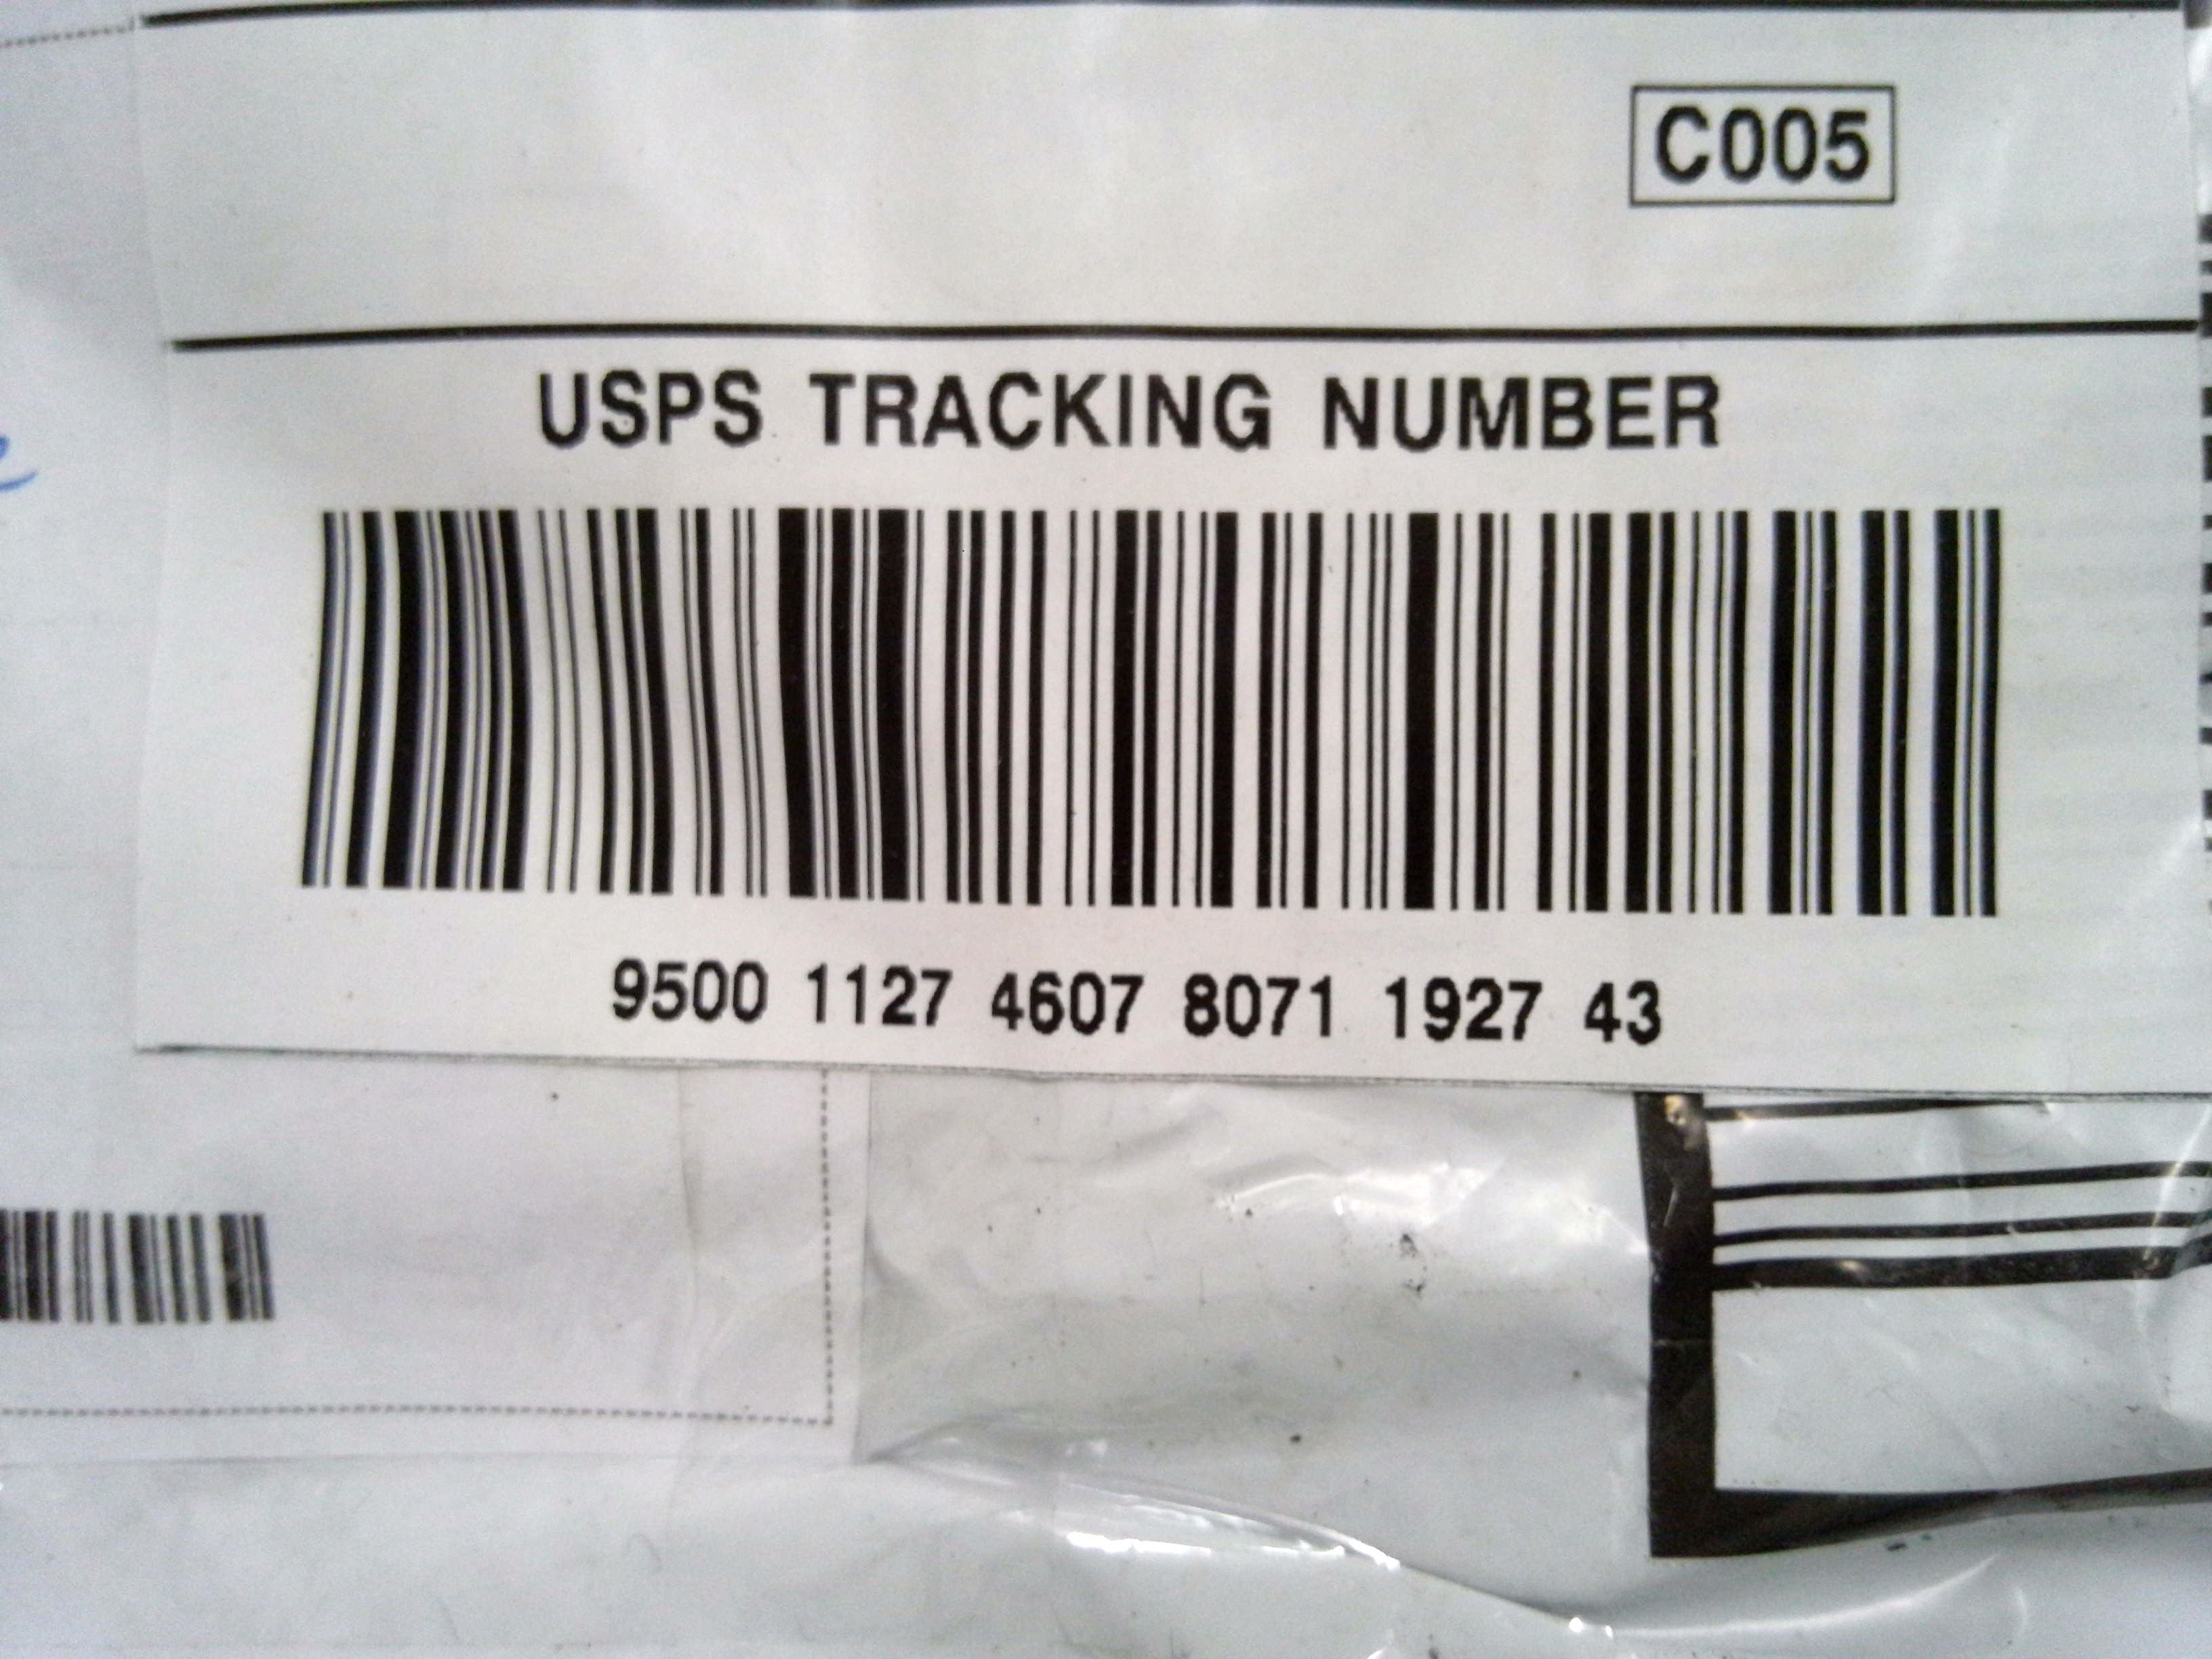 C005
USPS TRACKING NUMBER
9500 1127 4607 8071 1927 43